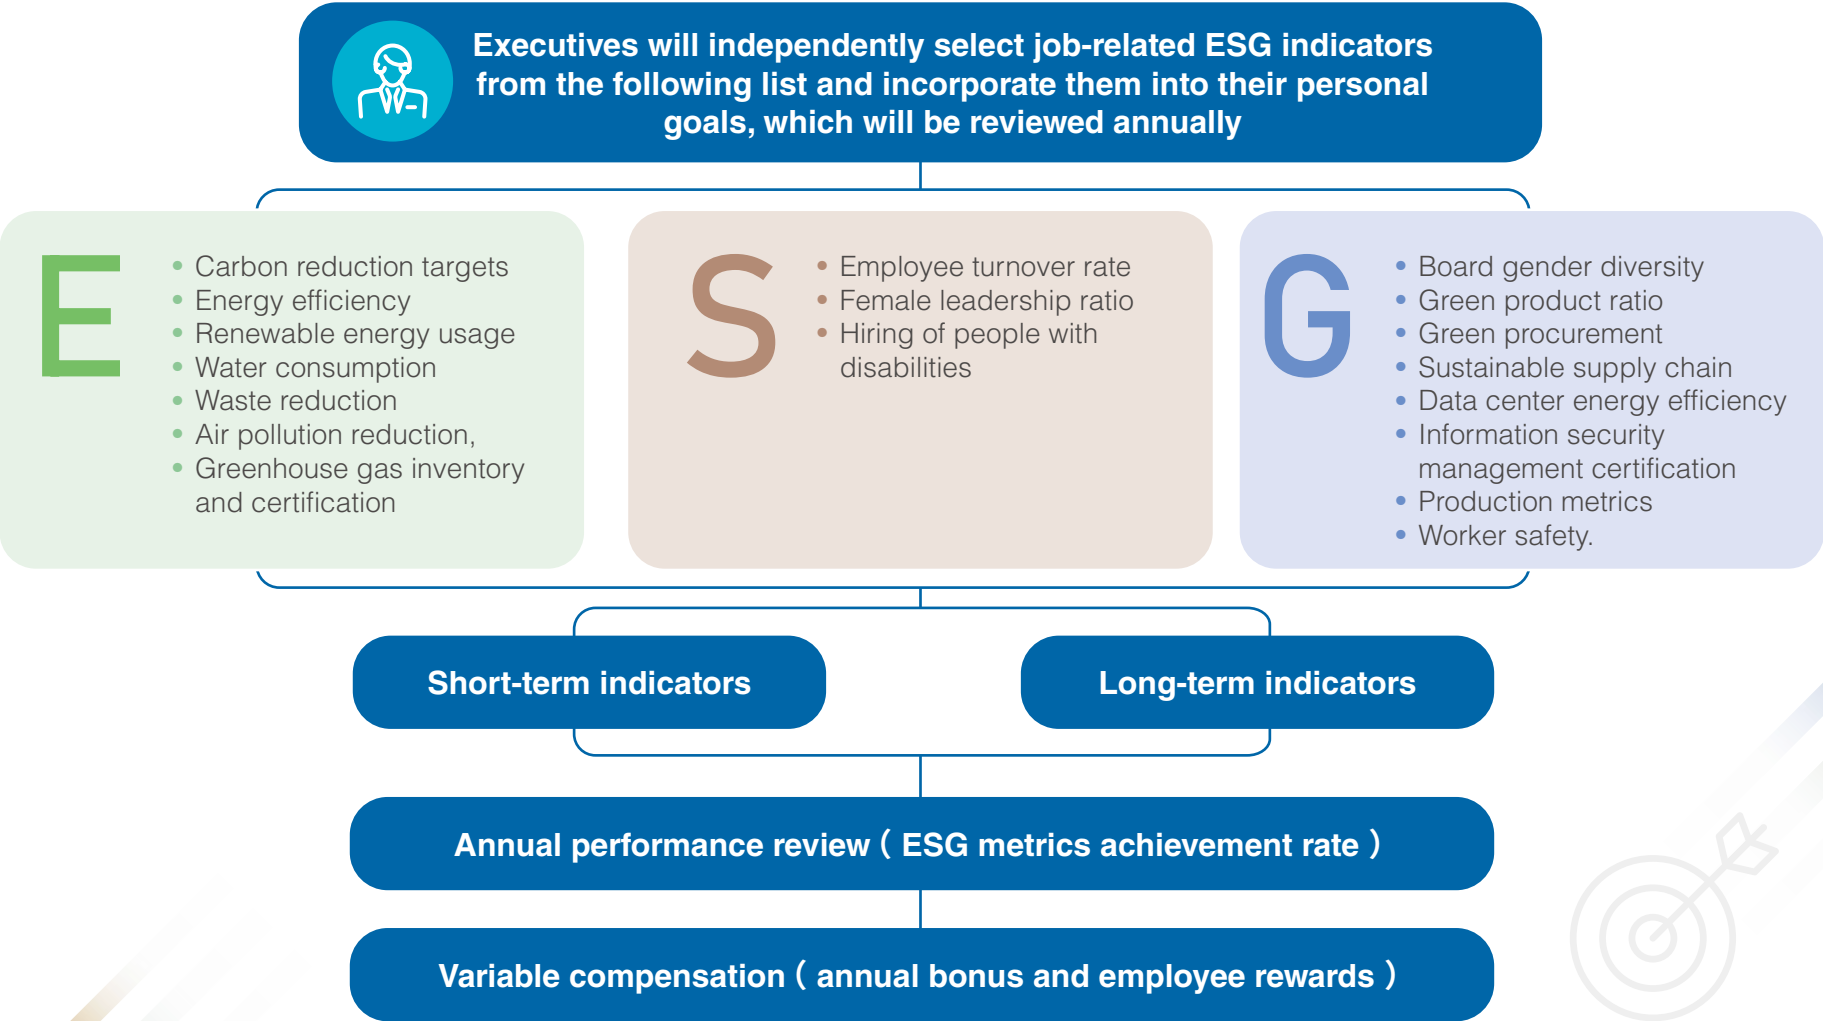 Executives will independently select job-related ESG indicators
from the following list and incorporate them into their personal
goals, which will be reviewed annually
E
• Carbon reduction targets
• Energy efficiency
• Renewable energy usage
• Water consumption
• Waste reduction
• Air pollution reduction,
• Greenhouse gas inventory
and certification
S
• Employee turnover rate
• Female leadership ratio
• Hiring of people with
disabilities
G
• Board gender diversity
• Green product ratio
• Green procurement
• Sustainable supply chain
• Data center energy efficiency
• Information security
management certification
• Production metrics
• Worker safety.
Short-term indicators
Long-term indicators
Annual performance review ( ESG metrics achievement rate )
Variable compensation ( annual bonus and employee rewards )